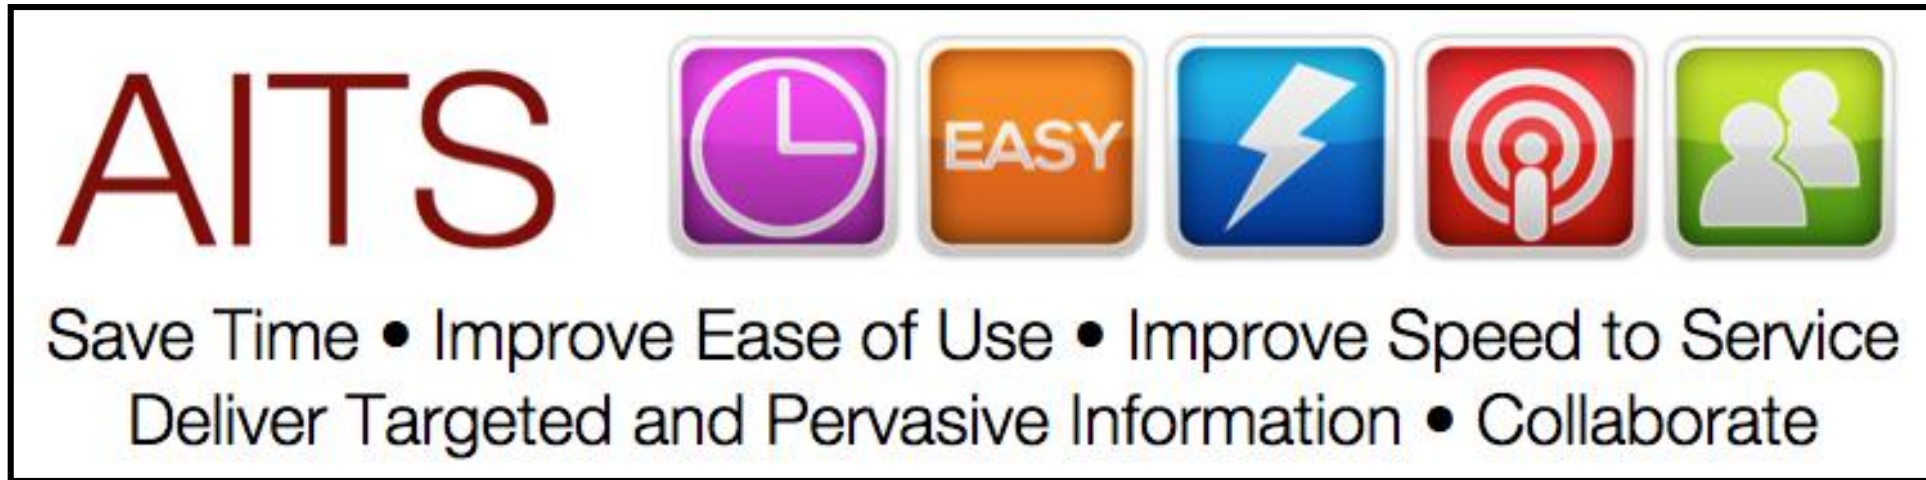 AITS
EASY
Save Time • Improve Ease of Use • Improve Speed to Service
Deliver Targeted and Pervasive Information • Collaborate